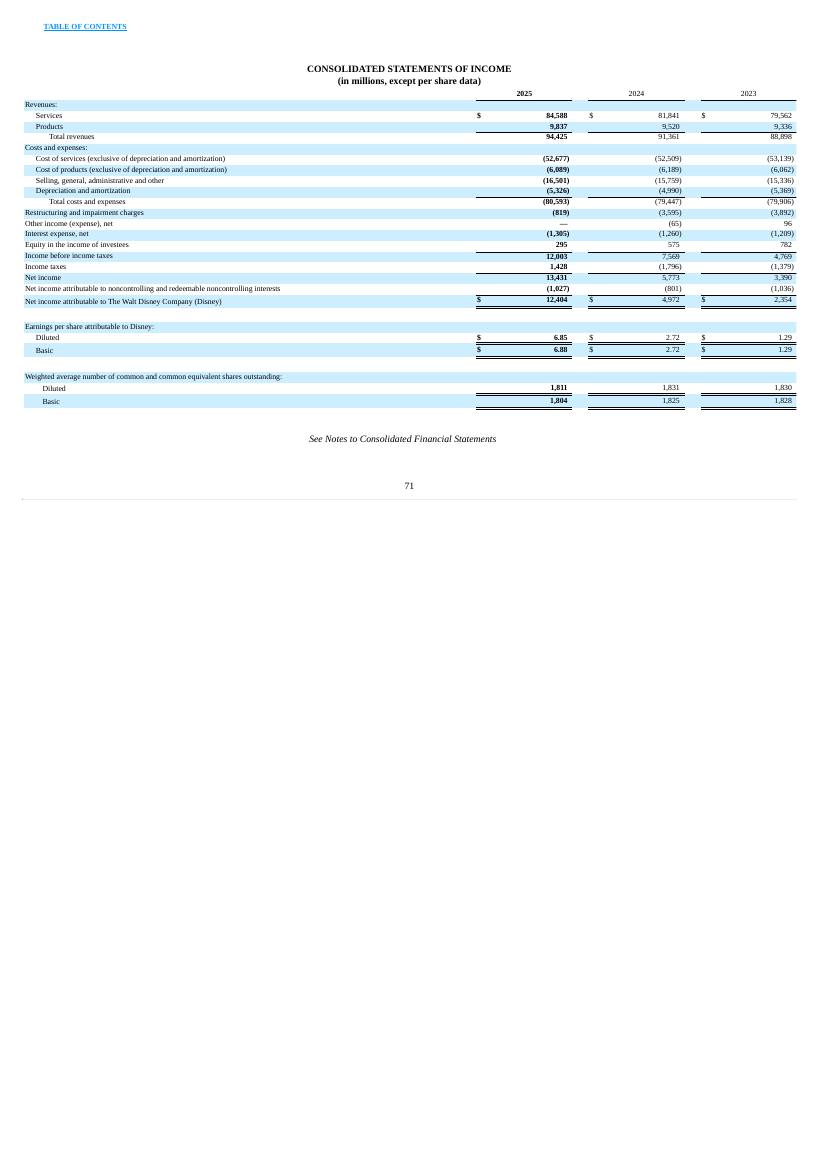 TABLE OF CONTENTS
CONSOLIDATED STATEMENTS OF INCOME
(in millions, except per share data)
2025 2024 2023
Revenues:
Services $ 84,588 $ 81,841 $ 79,562
Products 9,837 9,520 9,336
Total revenues 94,425 91,361 88,898
Costs and expenses:
Cost of services (exclusive of depreciation and amortization) (52,677) (52,509) (53,139)
Cost of products (exclusive of depreciation and amortization) (6,089) (6,189) (6,062)
Selling, general, administrative and other (16,501) (15,759) (15,336)
Depreciation and amortization (5,326) (4,990) (5,369)
Total costs and expenses (80,593) (79,447) (79,906)
Restructuring and impairment charges (819) (3,595) (3,892)
Other income (expense), net — (65) 96
Interest expense, net (1,305) (1,260) (1,209)
Equity in the income of investees 295 575 782
Income before income taxes 12,003 7,569 4,769
Income taxes 1,428 (1,796) (1,379)
Net income 13,431 5,773 3,390
Net income attributable to noncontrolling and redeemable noncontrolling interests (1,027) (801) (1,036)
Net income attributable to The Walt Disney Company (Disney) $ 12,404 $ 4,972 $ 2,354
Earnings per share attributable to Disney:
Diluted $ 6.85 $ 2.72 $ 1.29
Basic $ 6.88 $ 2.72 $ 1.29
Weighted average number of common and common equivalent shares outstanding:
Diluted 1,811 1,831 1,830
Basic 1,804 1,825 1,828
See Notes to Consolidated Financial Statements
71